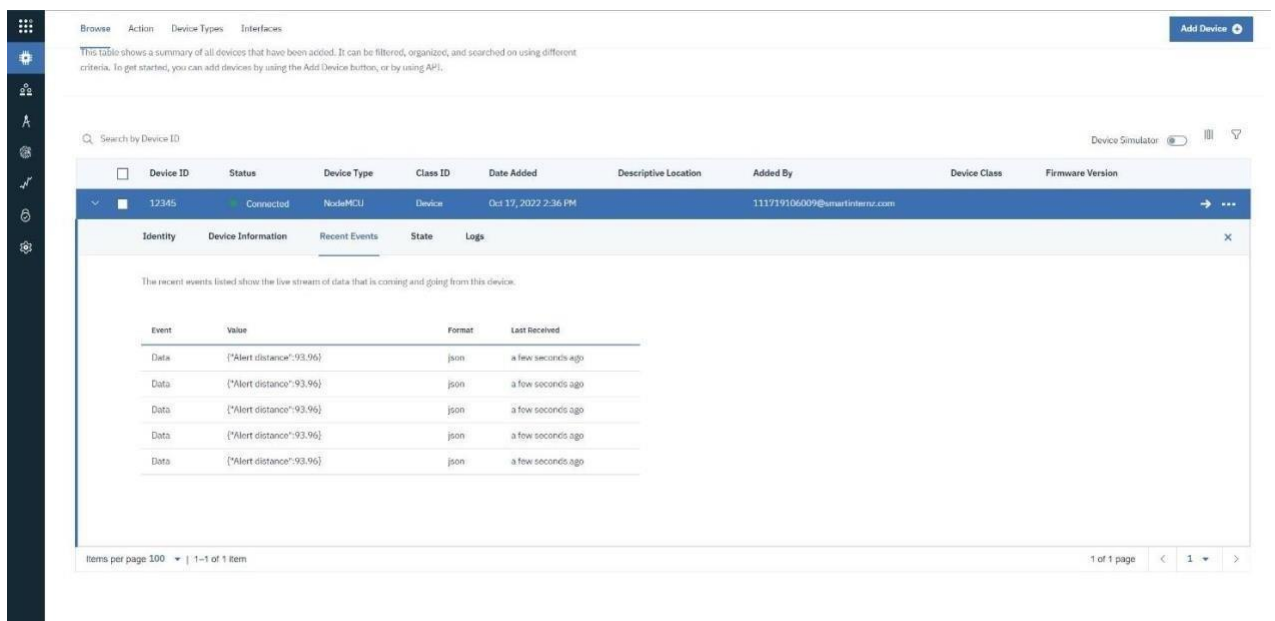 Browse Action Device Types Interfaces
Add Device
This table shows a summary of all devices that have been added. It can be filtered, organized, and searched on using different
criteria. To get started, you can add devices by using the Add Device button, or by using API.
Search by Device ID
Device Simulator
Device ID Status Device Type Class ID Date Added Descriptive Location Added By Device Class Firmware Version
12345 Connected NodeMCU Device Oct 17, 2022 2:36 PM 111719106009@smartinternz.com
Identity Device Information Recent Events State Logs
The recent events listed show the live stream of data that is coming and going from this device.
Event Value Format Last Received
Data {"Alert distance":93.96} json a few seconds ago
Data {"Alert distance":93.96} json a few seconds ago
Data {"Alert distance":93.96} json a few seconds ago
Data {"Alert distance":93.96} json a few seconds ago
Data {"Alert distance":93.96} json a few seconds ago
Items per page 100 | 1–1 of 1 item
1 of 1 page < 1 >